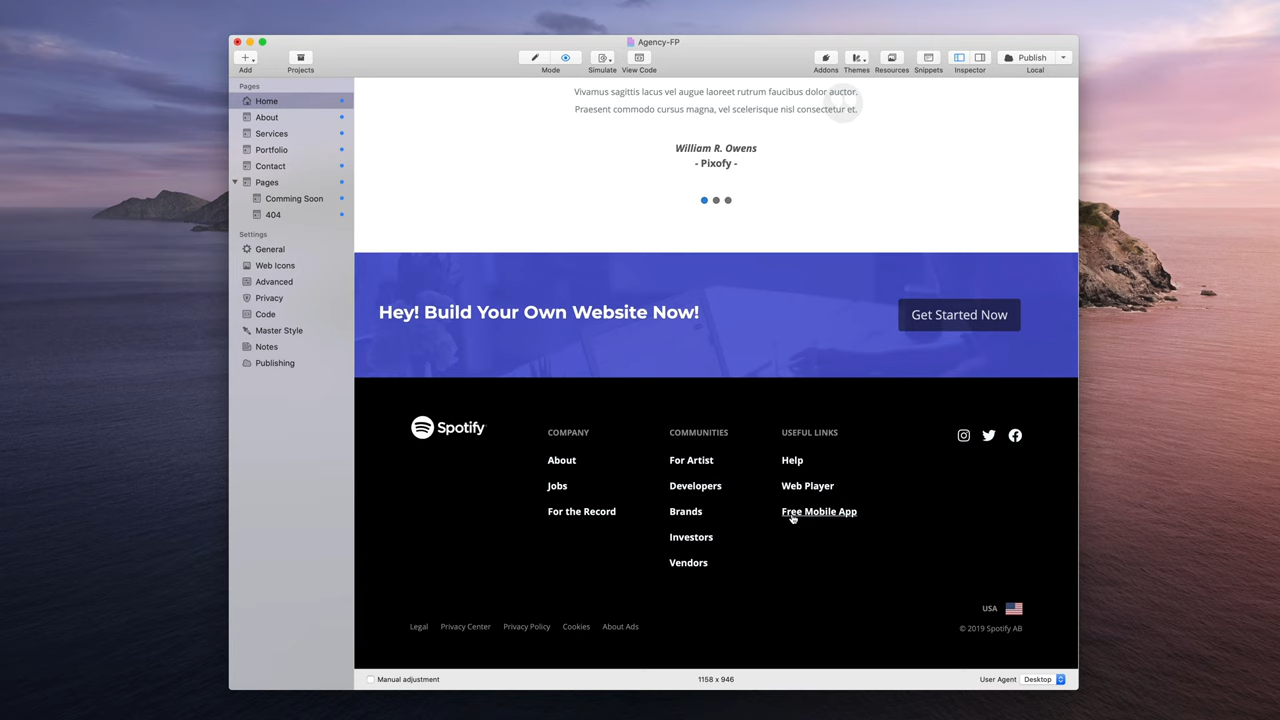 Agency-FP
Add
Projects
Mode
Simulate
View Code
Addons
Themes
Resources
Snippets
Inspector
Publish
Local
Pages
Home
About
Services
Portfolio
Contact
Pages
Comming Soon
404
Settings
General
Web Icons
Advanced
Privacy
Code
Master Style
Notes
Publishing
Vivamus sagittis lacus vel augue laoreet rutrum faucibus dolor auctor.
Praesent commodo cursus magna, vel scelerisque nisl consectetur et.
William R. Owens
- Pixofy -
Hey! Build Your Own Website Now!
Get Started Now
Spotify
COMPANY
About
Jobs
For the Record
COMMUNITIES
For Artist
Developers
Brands
Investors
Vendors
USEFUL LINKS
Help
Web Player
Free Mobile App
USA
Legal
Privacy Center
Privacy Policy
Cookies
About Ads
© 2019 Spotify AB
Manual adjustment
1158 x 946
User Agent
Desktop